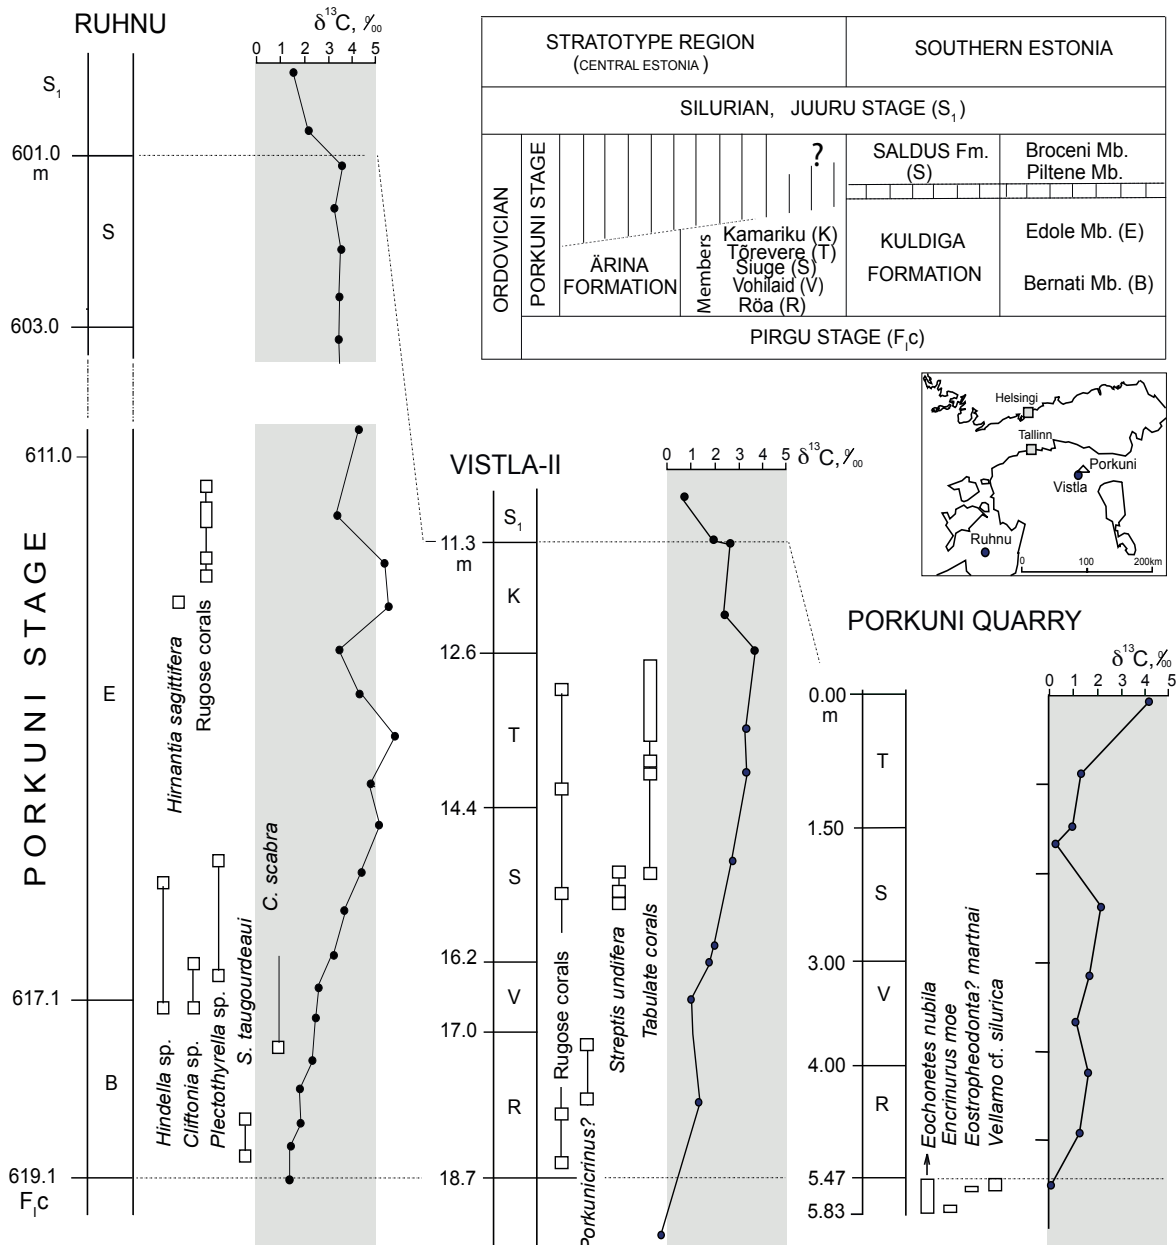 RUHNU
δ13C, ‰
0 1 2 3 4 5
S1
601.0
m
S
603.0
611.0
PORKUNI STAGE
E
617.1
B
619.1
FIc
Hirnantia sagittifera
Rugose corals
Hindella sp.
Cliftonia sp.
Plectothyrella sp.
S. taugourdeaui
C. scabra
STRATOTYPE REGION
(CENTRAL ESTONIA)
SOUTHERN ESTONIA
SILURIAN, JUURU STAGE (S1)
ORDOVICIAN
PORKUNI STAGE
?
ÄRINA
FORMATION
Members
Kamariku (K)
Tõrevere (T)
Siuge (S)
Vohilaid (V)
Röa (R)
SALDUS Fm.
(S)
Broceni Mb.
Piltene Mb.
KULDIGA
FORMATION
Edole Mb. (E)
Bernati Mb. (B)
PIRGU STAGE (FIc)
Helsingi
Tallinn
Porkuni
Vistla
Ruhnu
0 100 200km
VISTLA-II
0 1 2 3 4 5
δ13C, ‰
S1
11.3
m
K
12.6
T
14.4
S
16.2
V
17.0
R
18.7
Rugose corals
Porkunicrinus?
Streptis undifera
Tabulate corals
PORKUNI QUARRY
δ13C, ‰
0 1 2 3 4 5
0.00
m
T
1.50
S
3.00
V
4.00
R
5.47
5.83
Eochonetes nubila
Encrinurus moe
Eostropheodonta? martnai
Vellamo cf. silurica